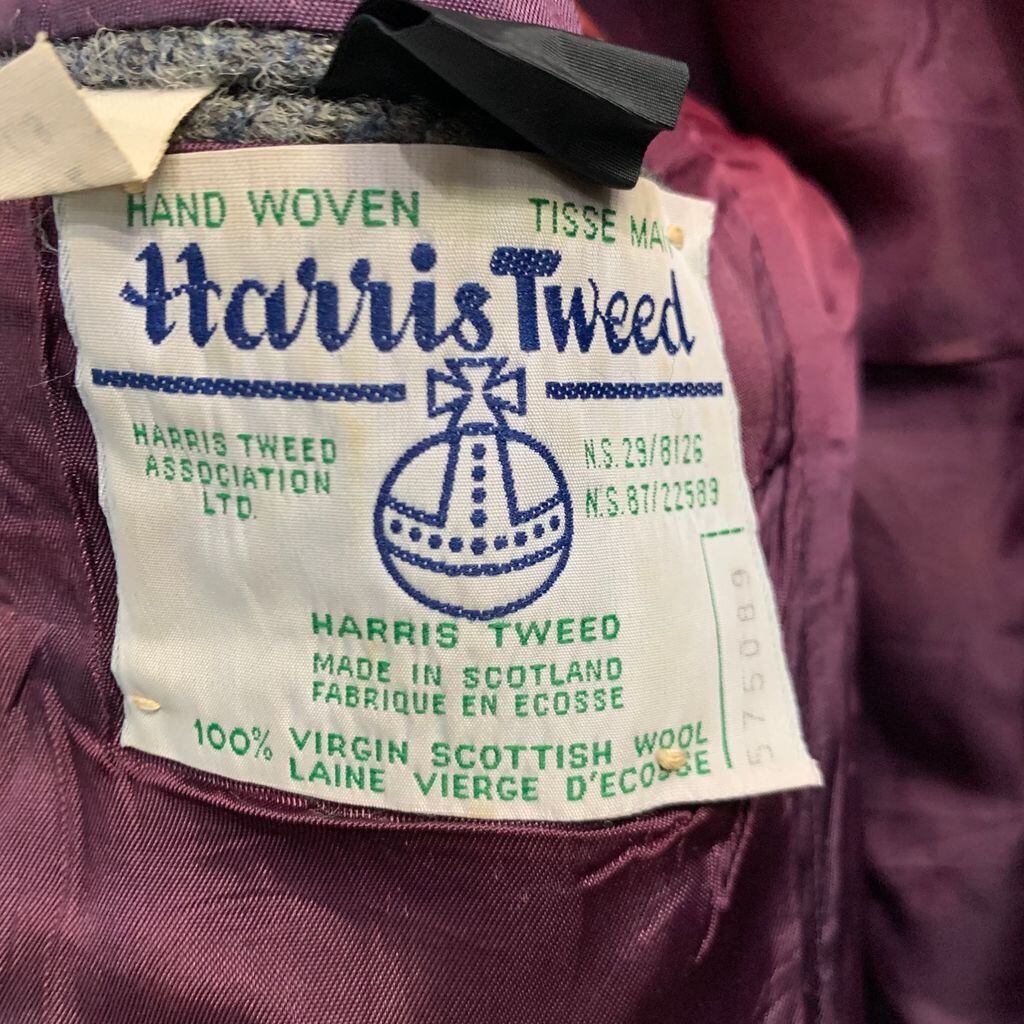 HAND WOVEN TISSE MA
Harris Tweed
HARRIS TWEED
ASSOCIATION
LTD.
N.S. 29/8126
N.S. 87/22589
HARRIS TWEED
MADE IN SCOTLAND
FABRIQUE EN ECOSSE
100% VIRGIN SCOTTISH WOOL
LAINE VIERGE D'ECOSSE
575089